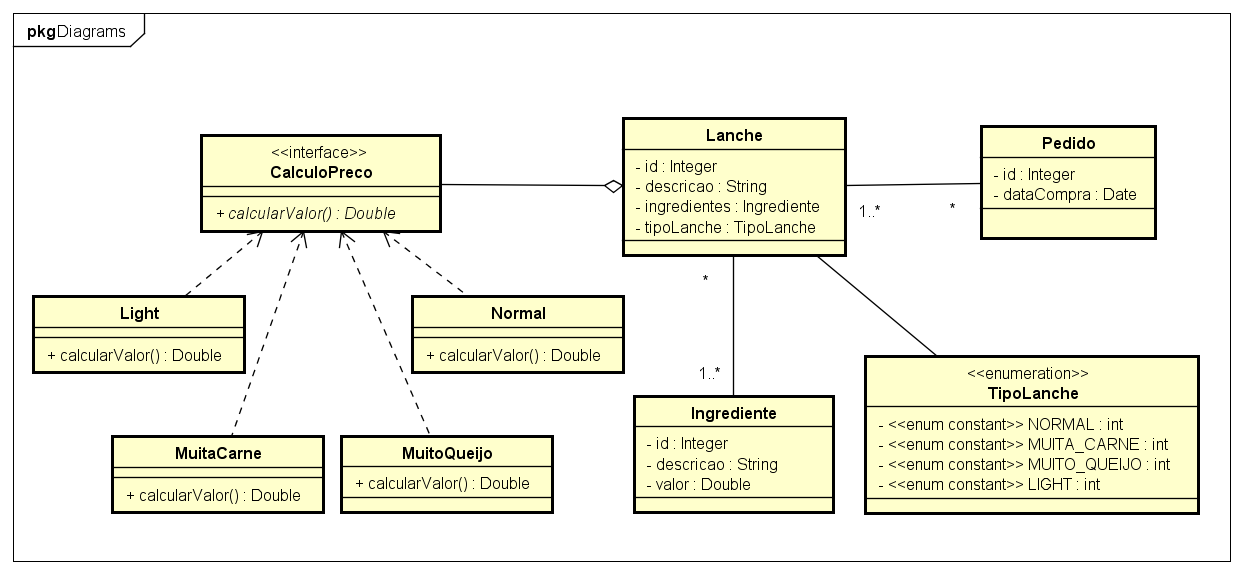 pkgDiagrams
<<interface>>
CalculoPreco
+ calcularValor() : Double
Lanche
- id : Integer
- descricao : String
- ingredientes : Ingrediente
- tipoLanche : TipoLanche
1..*
*
Pedido
- id : Integer
- dataCompra : Date
Light
+ calcularValor() : Double
Normal
+ calcularValor() : Double
MuitaCarne
+ calcularValor() : Double
MuitoQueijo
+ calcularValor() : Double
*
1..*
Ingrediente
- id : Integer
- descricao : String
- valor : Double
<<enumeration>>
TipoLanche
- <<enum constant>> NORMAL : int
- <<enum constant>> MUITA_CARNE : int
- <<enum constant>> MUITO_QUEIJO : int
- <<enum constant>> LIGHT : int